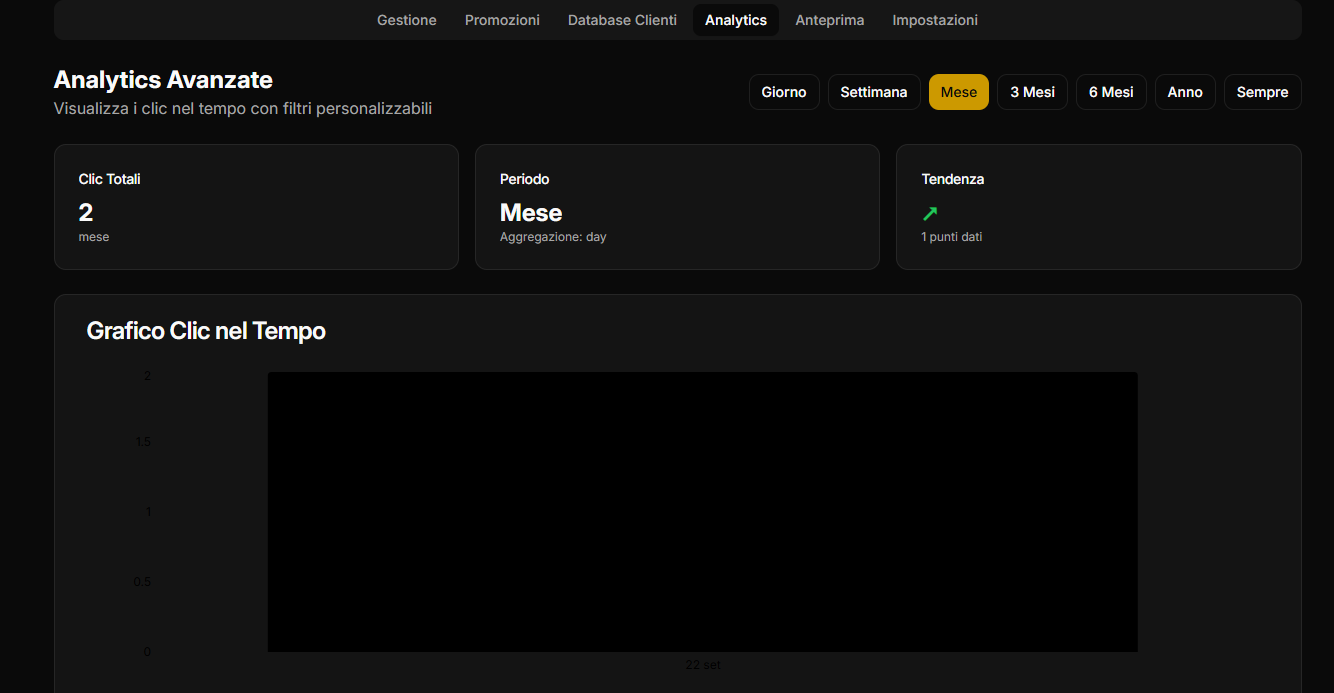 Gestione Promozioni Database Clienti Analytics Anteprima Impostazioni
Analytics Avanzate
Visualizza i clic nel tempo con filtri personalizzabili
Giorno Settimana Mese 3 Mesi 6 Mesi Anno Sempre
Clic Totali
2
mese
Periodo
Mese
Aggregazione: day
Tendenza
1 punti dati
Grafico Clic nel Tempo
2
1.5
1
0.5
0
22 set